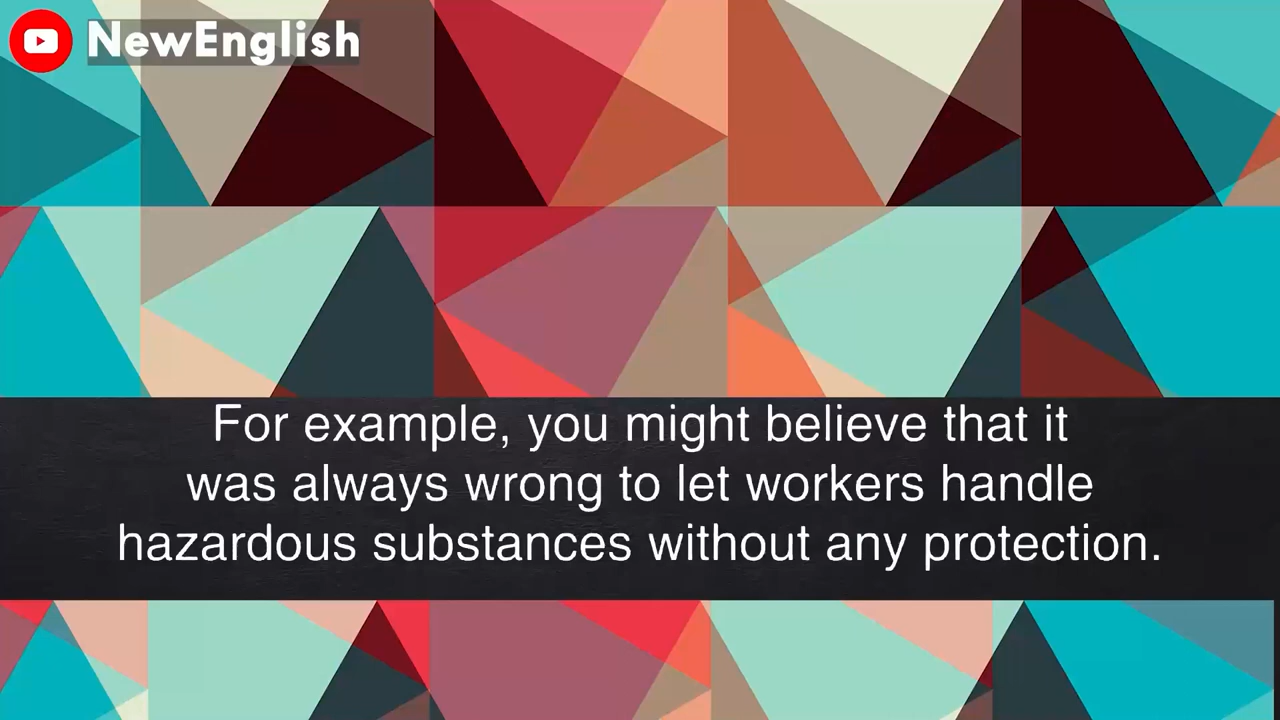 NewEnglish
For example, you might believe that it
was always wrong to let workers handle
hazardous substances without any protection.